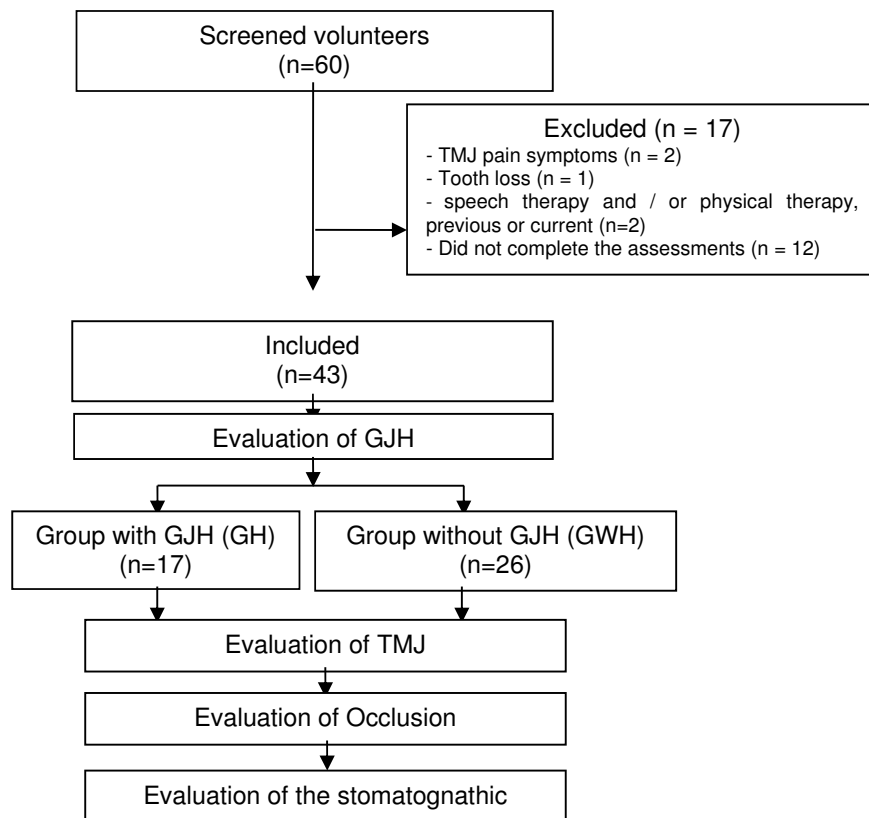 Screened volunteers
(n=60)
Excluded (n = 17)
- TMJ pain symptoms (n = 2)
- Tooth loss (n = 1)
- speech therapy and / or physical therapy,
previous or current (n=2)
- Did not complete the assessments (n = 12)
Included
(n=43)
Evaluation of GJH
Group with GJH (GH)
(n=17)
Group without GJH (GWH)
(n=26)
Evaluation of TMJ
Evaluation of Occlusion
Evaluation of the stomatognathic